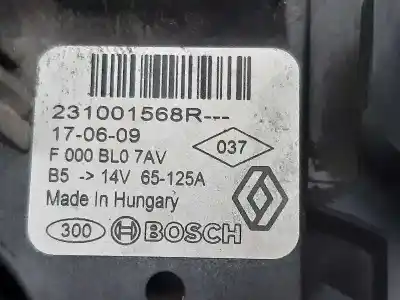 231001568R---
17-06-09
037
F 000 BL0 7AV
B5 -> 14V 65-125A
Made In Hungary
300 BOSCH